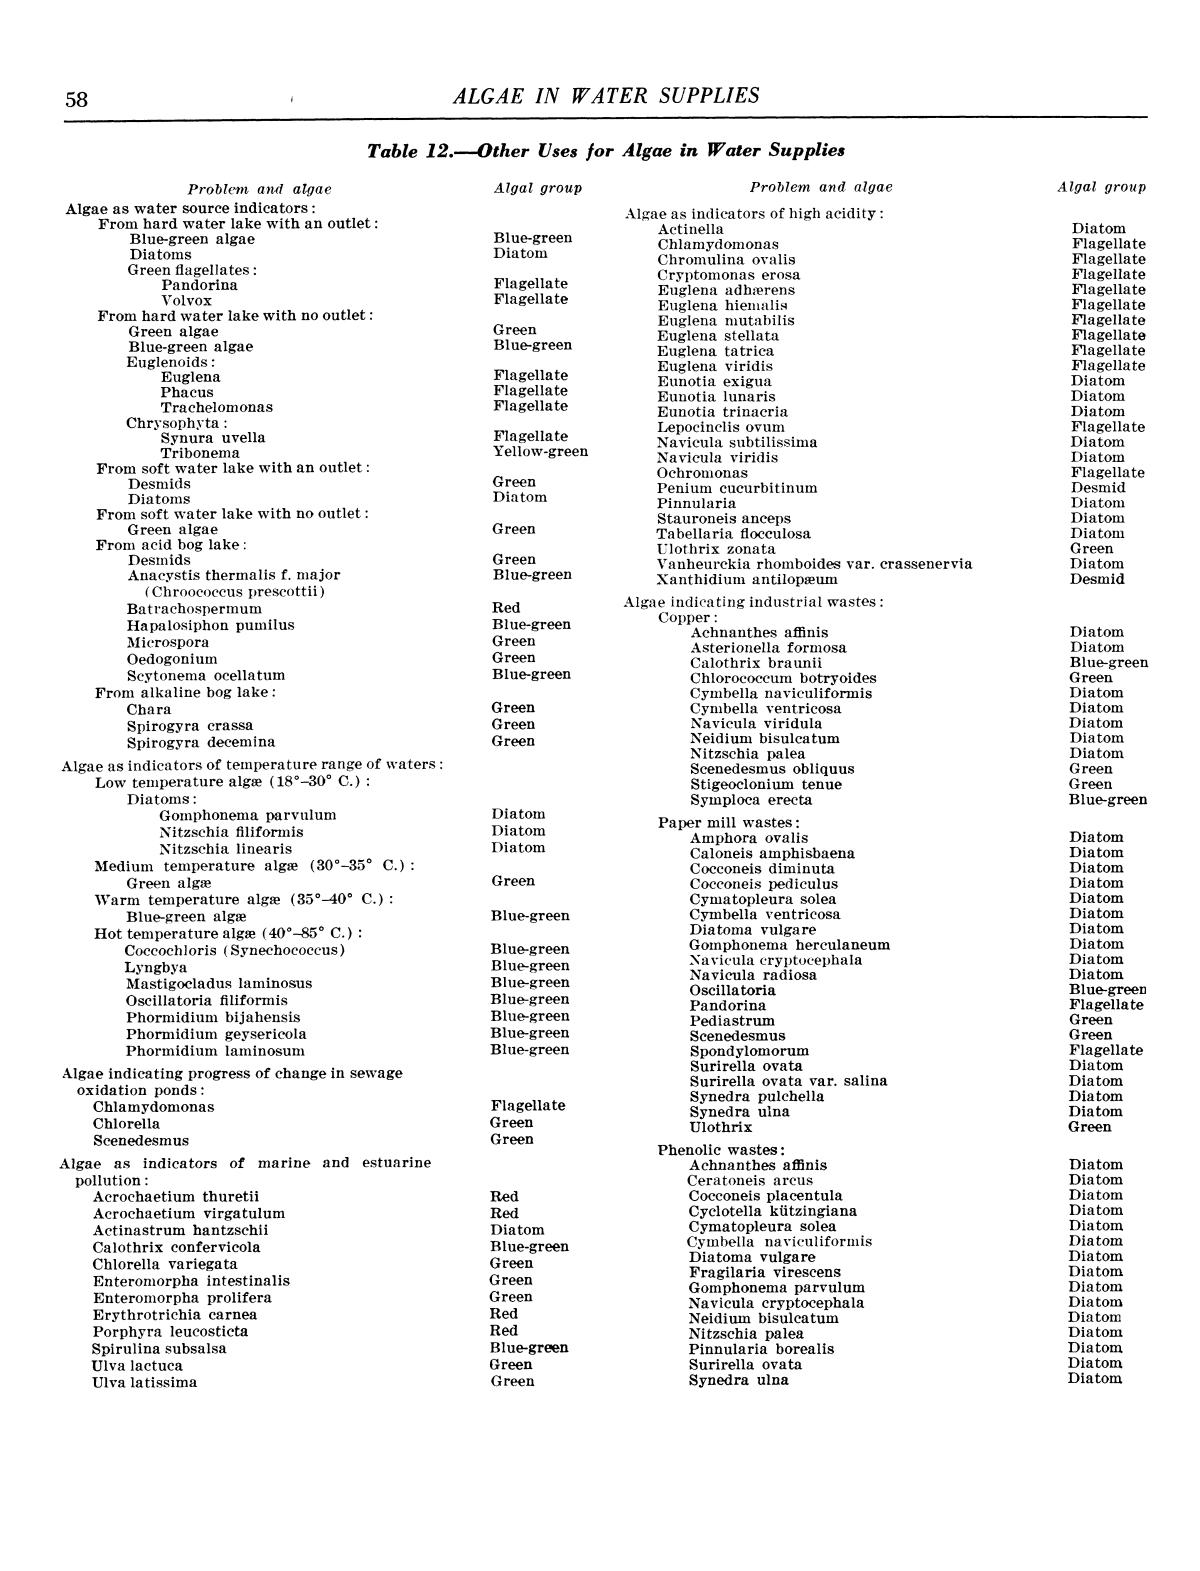 58
ALGAE IN WATER SUPPLIES
Table 12.—Other Uses for Algae in Water Supplies
Problem and algae Algal group
Algae as water source indicators:
From hard water lake with an outlet:
Blue-green algae Blue-green
Diatoms Diatom
Green flagellates:
Pandorina Flagellate
Volvox Flagellate
From hard water lake with no outlet:
Green algae Green
Blue-green algae Blue-green
Euglenoids:
Euglena Flagellate
Phacus Flagellate
Trachelomonas Flagellate
Chrysophyta:
Synura uvella Flagellate
Tribonema Yellow-green
From soft water lake with an outlet:
Desmids Green
Diatoms Diatom
From soft water lake with no outlet:
Green algae Green
From acid bog lake:
Desmids Green
Anacystis thermalis f. major Blue-green
(Chroococcus prescottii)
Batrachospermum Red
Hapalosiphon pumilus Blue-green
Microspora Green
Oedogonium Green
Scytonema ocellatum Blue-green
From alkaline bog lake:
Chara Green
Spirogyra crassa Green
Spirogyra decemina Green
Algae as indicators of temperature range of waters:
Low temperature algæ (18°–30° C.):
Diatoms:
Gomphonema parvulum Diatom
Nitzschia filiformis Diatom
Nitzschia linearis Diatom
Medium temperature algæ (30°–35° C.):
Green algæ Green
Warm temperature algæ (35°–40° C.):
Blue-green algæ Blue-green
Hot temperature algæ (40°–85° C.):
Coccochloris (Synechococcus) Blue-green
Lyngbya Blue-green
Mastigocladus laminosus Blue-green
Oscillatoria filiformis Blue-green
Phormidium bijahensis Blue-green
Phormidium geysericola Blue-green
Phormidium laminosum Blue-green
Algae indicating progress of change in sewage
oxidation ponds:
Chlamydomonas Flagellate
Chlorella Green
Scenedesmus Green
Algae as indicators of marine and estuarine
pollution:
Acrochaetium thuretii Red
Acrochaetium virgatulum Red
Actinastrum hantzschii Diatom
Calothrix confervicola Blue-green
Chlorella variegata Green
Enteromorpha intestinalis Green
Enteromorpha prolifera Green
Erythrotrichia carnea Red
Porphyra leucosticta Red
Spirulina subsalsa Blue-green
Ulva lactuca Green
Ulva latissima Green
Problem and algae Algal group
Algae as indicators of high acidity:
Actinella Diatom
Chlamydomonas Flagellate
Chromulina ovalis Flagellate
Cryptomonas erosa Flagellate
Euglena adhærens Flagellate
Euglena hiemalis Flagellate
Euglena mutabilis Flagellate
Euglena stellata Flagellate
Euglena tatrica Flagellate
Euglena viridis Flagellate
Eunotia exigua Diatom
Eunotia lunaris Diatom
Eunotia trinacria Diatom
Lepocinclis ovum Flagellate
Navicula subtilissima Diatom
Navicula viridis Diatom
Ochromonas Flagellate
Penium cucurbitinum Desmid
Pinnularia Diatom
Stauroneis anceps Diatom
Tabellaria flocculosa Diatom
Ulothrix zonata Green
Vanheurckia rhomboides var. crassenervia Diatom
Xanthidium antilopæum Desmid
Algae indicating industrial wastes:
Copper:
Achnanthes affinis Diatom
Asterionella formosa Diatom
Calothrix braunii Blue-green
Chlorococcum botryoides Green
Cymbella naviculiformis Diatom
Cymbella ventricosa Diatom
Navicula viridula Diatom
Neidium bisulcatum Diatom
Nitzschia palea Diatom
Scenedesmus obliquus Green
Stigeoclonium tenue Green
Symploca erecta Blue-green
Paper mill wastes:
Amphora ovalis Diatom
Caloneis amphisbaena Diatom
Cocconeis diminuta Diatom
Cocconeis pediculus Diatom
Cymatopleura solea Diatom
Cymbella ventricosa Diatom
Diatoma vulgare Diatom
Gomphonema herculaneum Diatom
Navicula cryptocephala Diatom
Navicula radiosa Diatom
Oscillatoria Blue-green
Pandorina Flagellate
Pediastrum Green
Scenedesmus Green
Spondylomorum Flagellate
Surirella ovata Diatom
Surirella ovata var. salina Diatom
Synedra pulchella Diatom
Synedra ulna Diatom
Ulothrix Green
Phenolic wastes:
Achnanthes affinis Diatom
Ceratoneis arcus Diatom
Cocconeis placentula Diatom
Cyclotella kützingiana Diatom
Cymatopleura solea Diatom
Cymbella naviculiformis Diatom
Diatoma vulgare Diatom
Fragilaria virescens Diatom
Gomphonema parvulum Diatom
Navicula cryptocephala Diatom
Neidium bisulcatum Diatom
Nitzschia palea Diatom
Pinnularia borealis Diatom
Surirella ovata Diatom
Synedra ulna Diatom